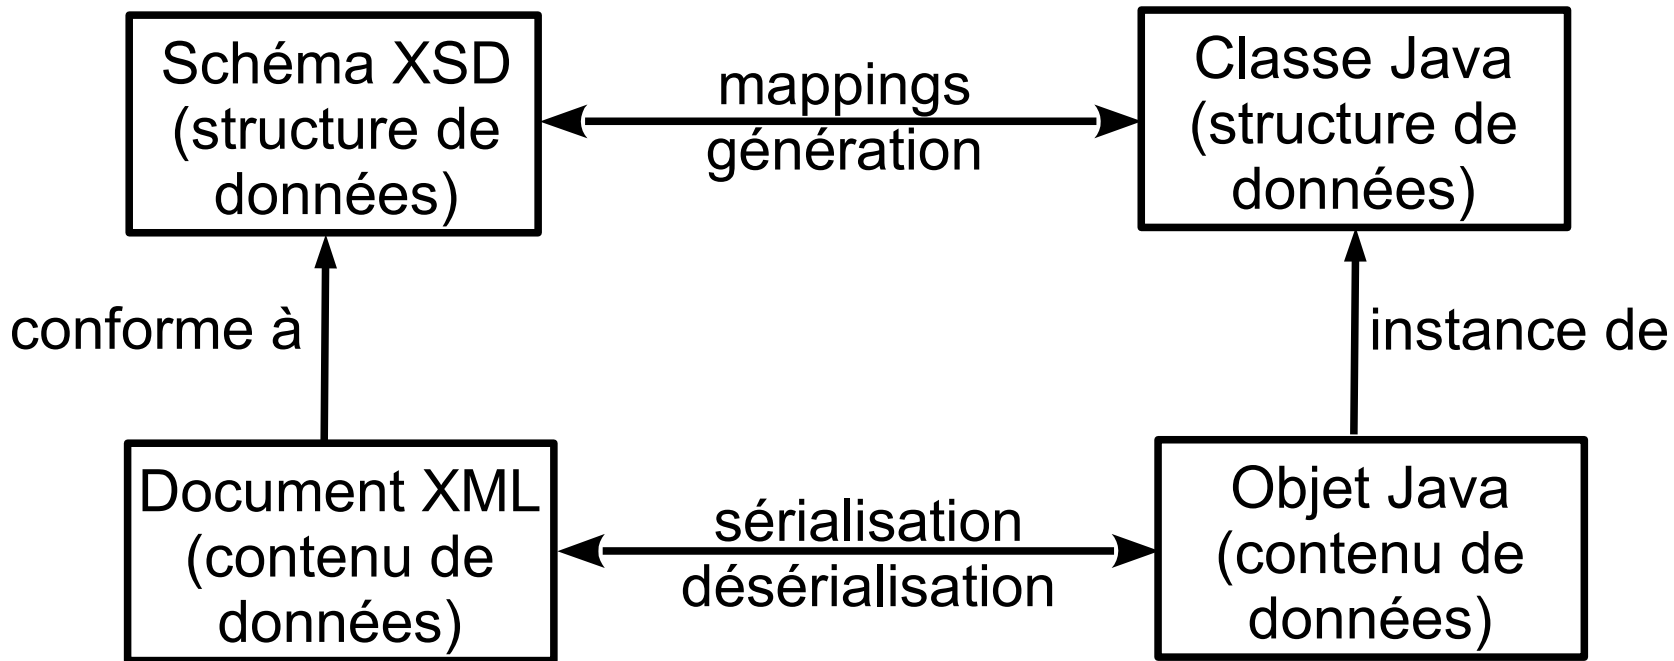 Schéma XSD
(structure de
données)
mappings
génération
Classe Java
(structure de
données)
conforme à
instance de
Document XML
(contenu de
données)
sérialisation
désérialisation
Objet Java
(contenu de
données)